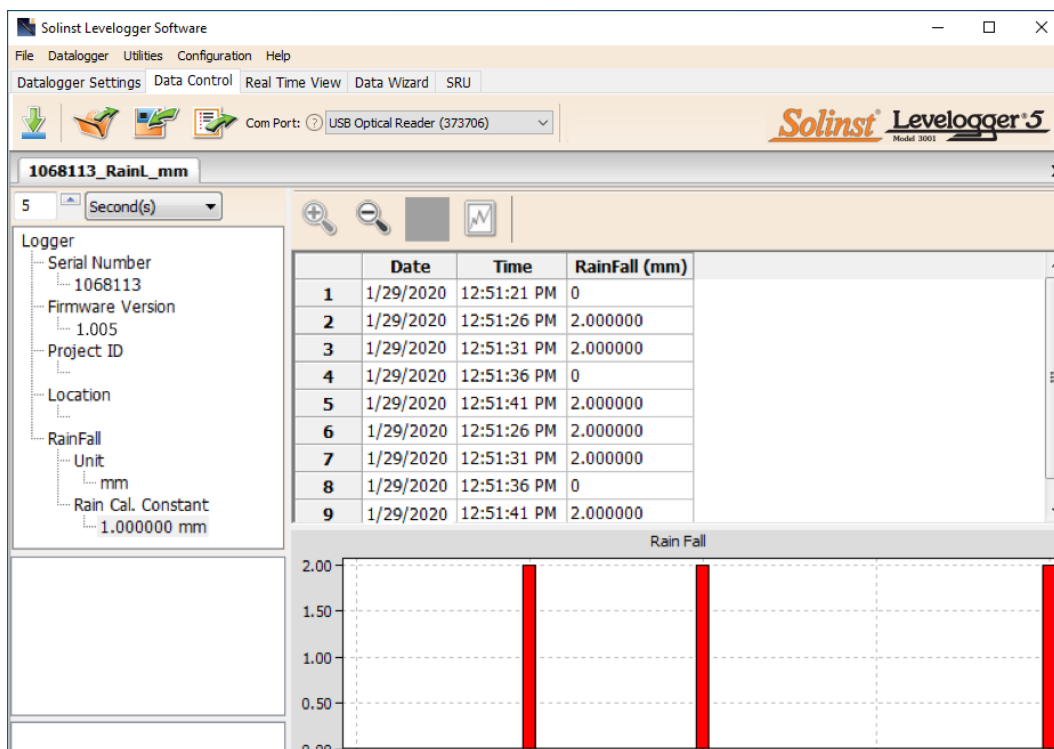 Solinst Levelogger Software
File Datalogger Utilities Configuration Help
Datalogger Settings Data Control Real Time View Data Wizard SRU
Com Port: ? USB Optical Reader (373706)
Solinst® Levelogger® 5
Model 3001
1068113_RainL_mm
5 Second(s)
Logger
Serial Number
1068113
Firmware Version
1.005
Project ID
Location
RainFall
Unit
mm
Rain Cal. Constant
1.000000 mm
Date Time RainFall (mm)
1 1/29/2020 12:51:21 PM 0
2 1/29/2020 12:51:26 PM 2.000000
3 1/29/2020 12:51:31 PM 2.000000
4 1/29/2020 12:51:36 PM 0
5 1/29/2020 12:51:41 PM 2.000000
6 1/29/2020 12:51:26 PM 2.000000
7 1/29/2020 12:51:31 PM 2.000000
8 1/29/2020 12:51:36 PM 0
9 1/29/2020 12:51:41 PM 2.000000
Rain Fall
2.00
1.50
1.00
0.50
0.00